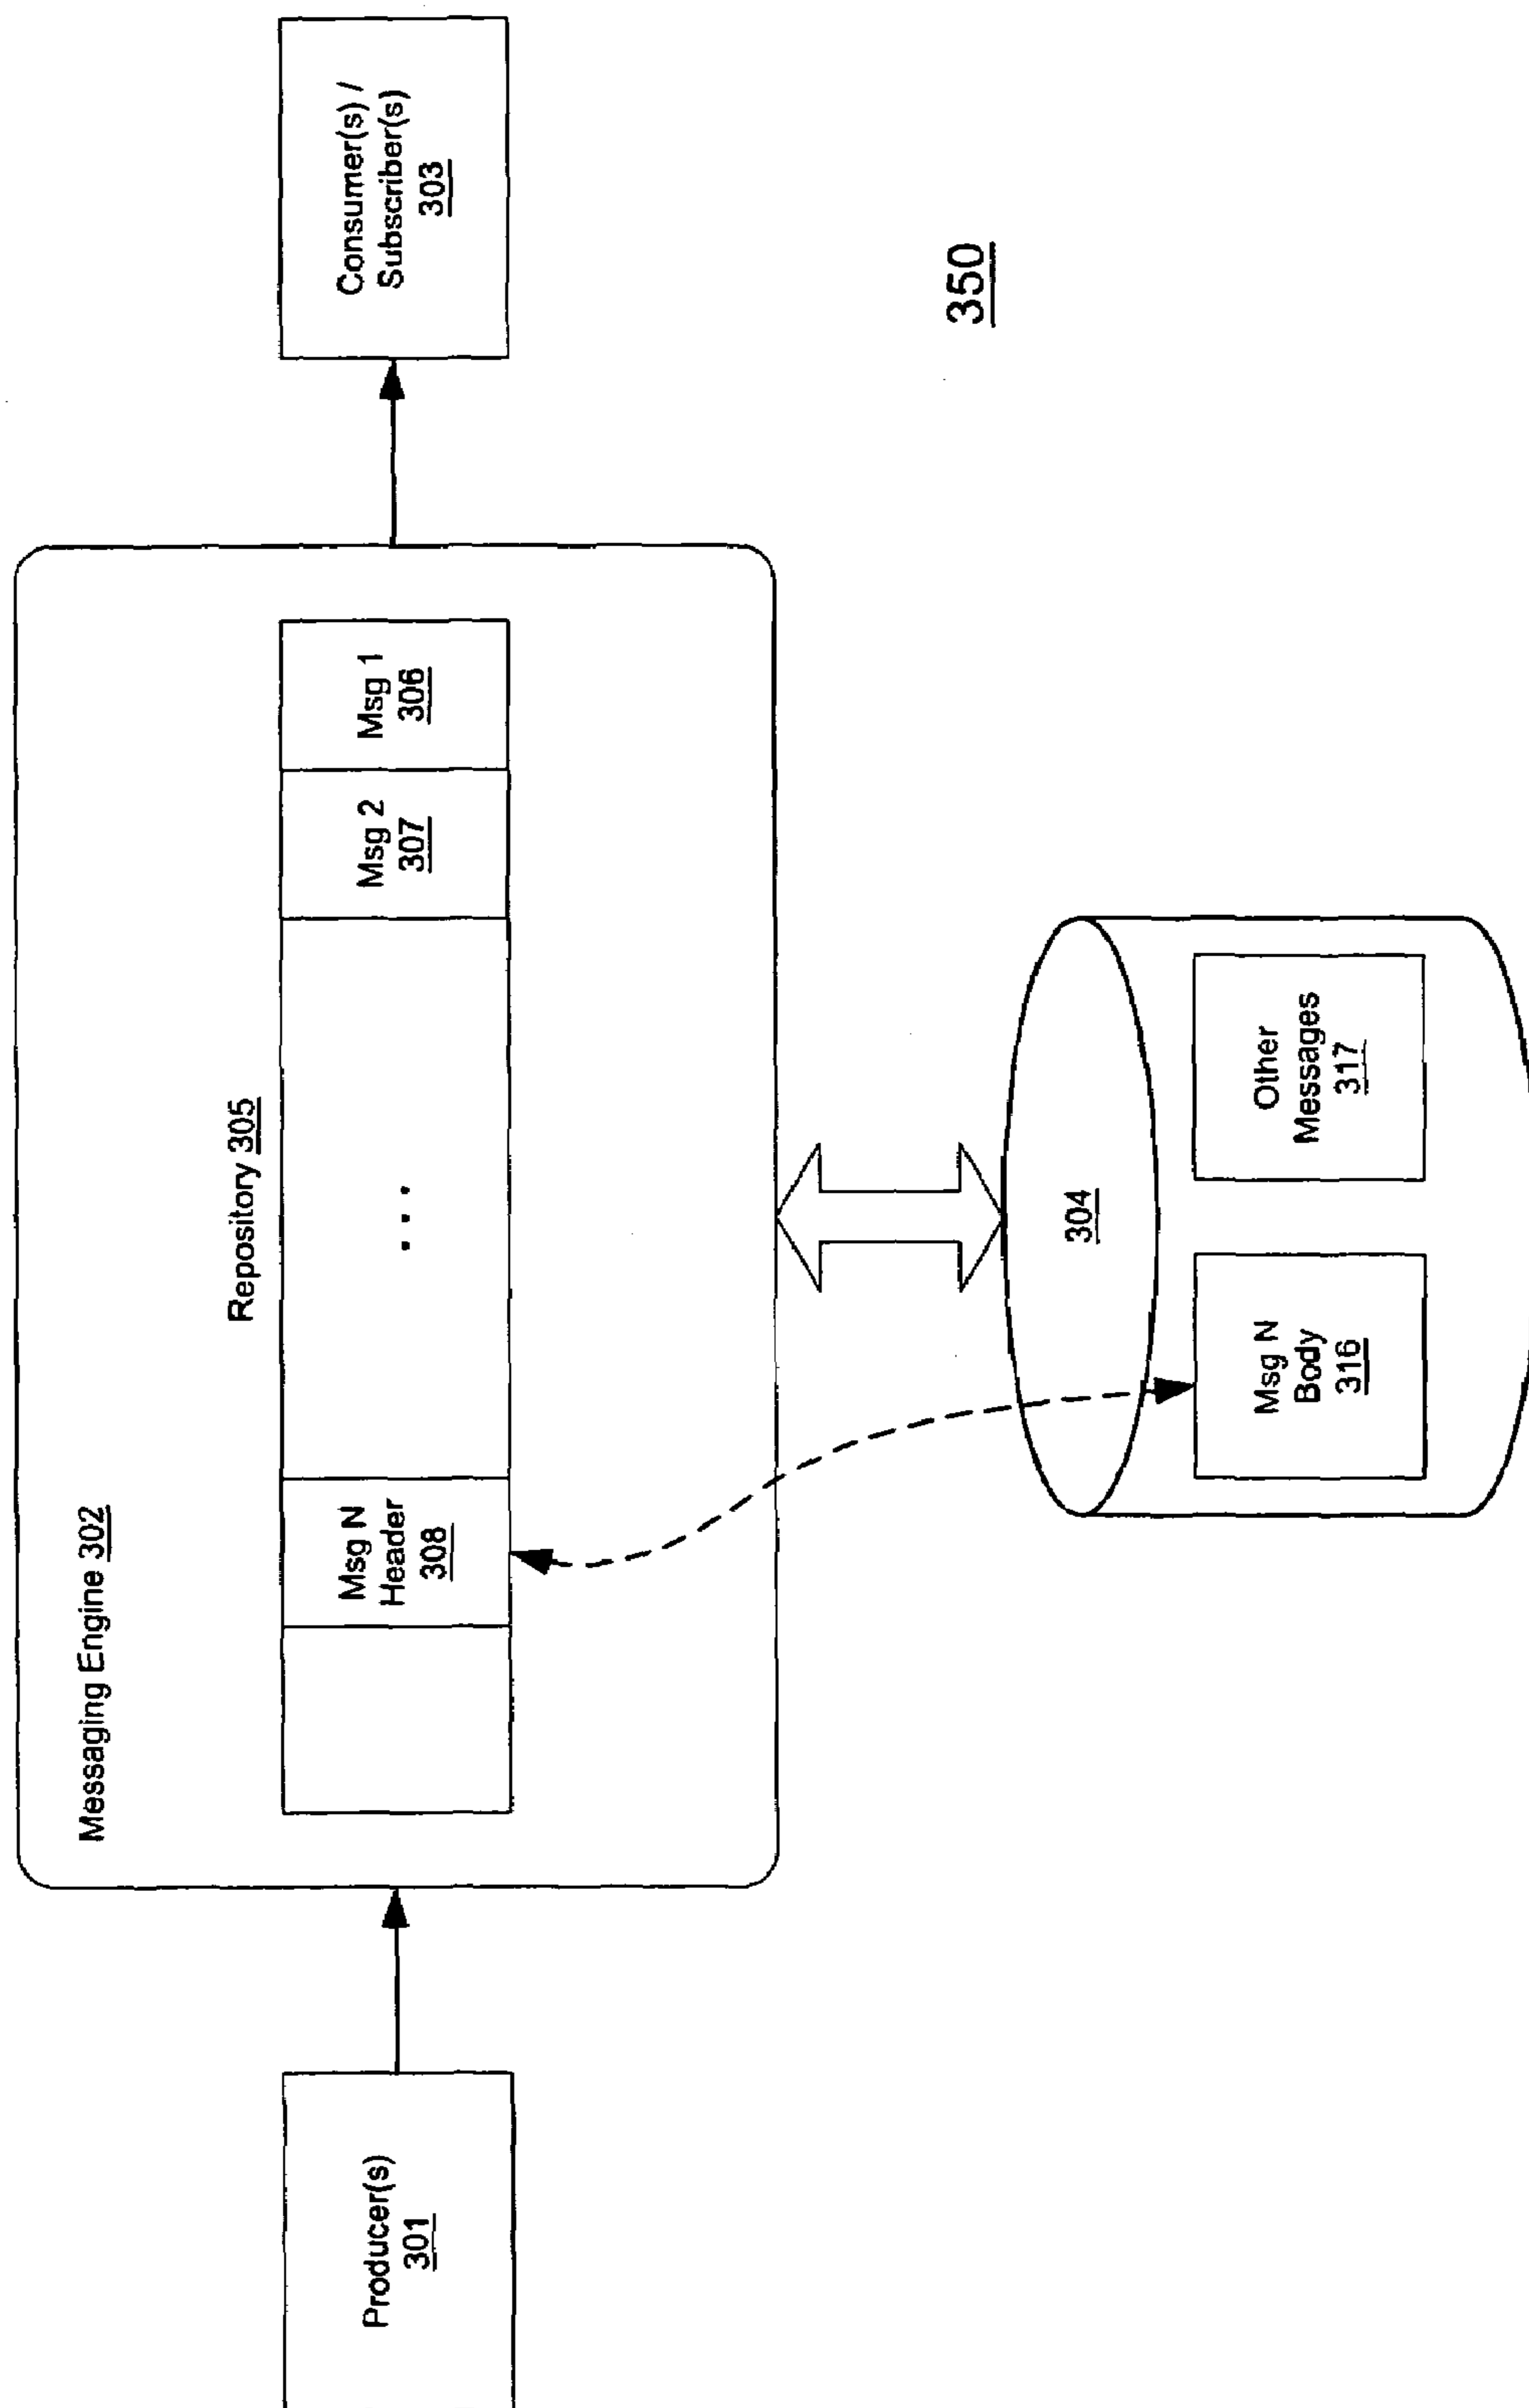 Messaging Engine 302
Repository 305
Producer(s)
301
Msg N
Header
308
. . .
Msg 2
307
Msg 1
306
Consumer(s) /
Subscriber(s)
303
304
Msg N
Body
316
Other
Messages
317
350